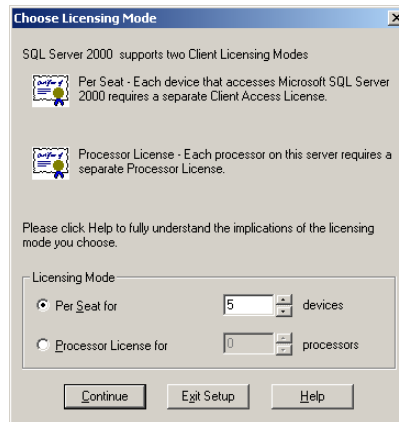 Choose Licensing Mode
SQL Server 2000  supports two Client Licensing Modes
Per Seat - Each device that accesses Microsoft SQL Server
2000 requires a separate Client Access License.
Processor License - Each processor on this server requires a
separate Processor License.
Please click Help to fully understand the implications of the licensing
mode you choose.
Licensing Mode
Per Seat for 5 devices
Processor License for 0 processors
Continue Exit Setup Help